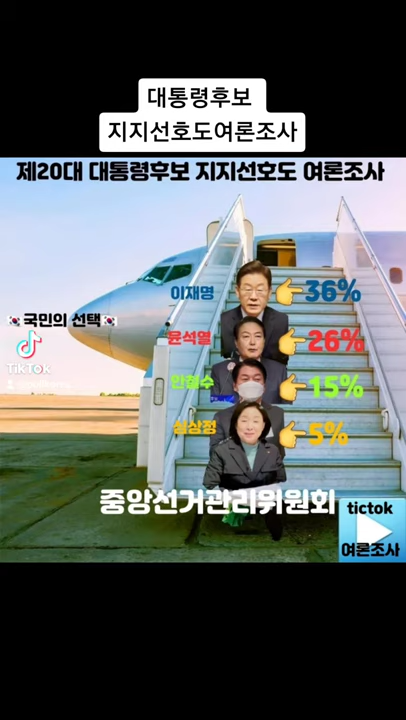 대통령후보
지지선호도여론조사
제20대 대통령후보 지지선호도 여론조사
이재명 👉36%
🇰🇷국민의 선택🇰🇷
윤석열 👉26%
TikTok
안철수 👉15%
심상정 👉5%
중앙선거관리위원회
tictok
여론조사